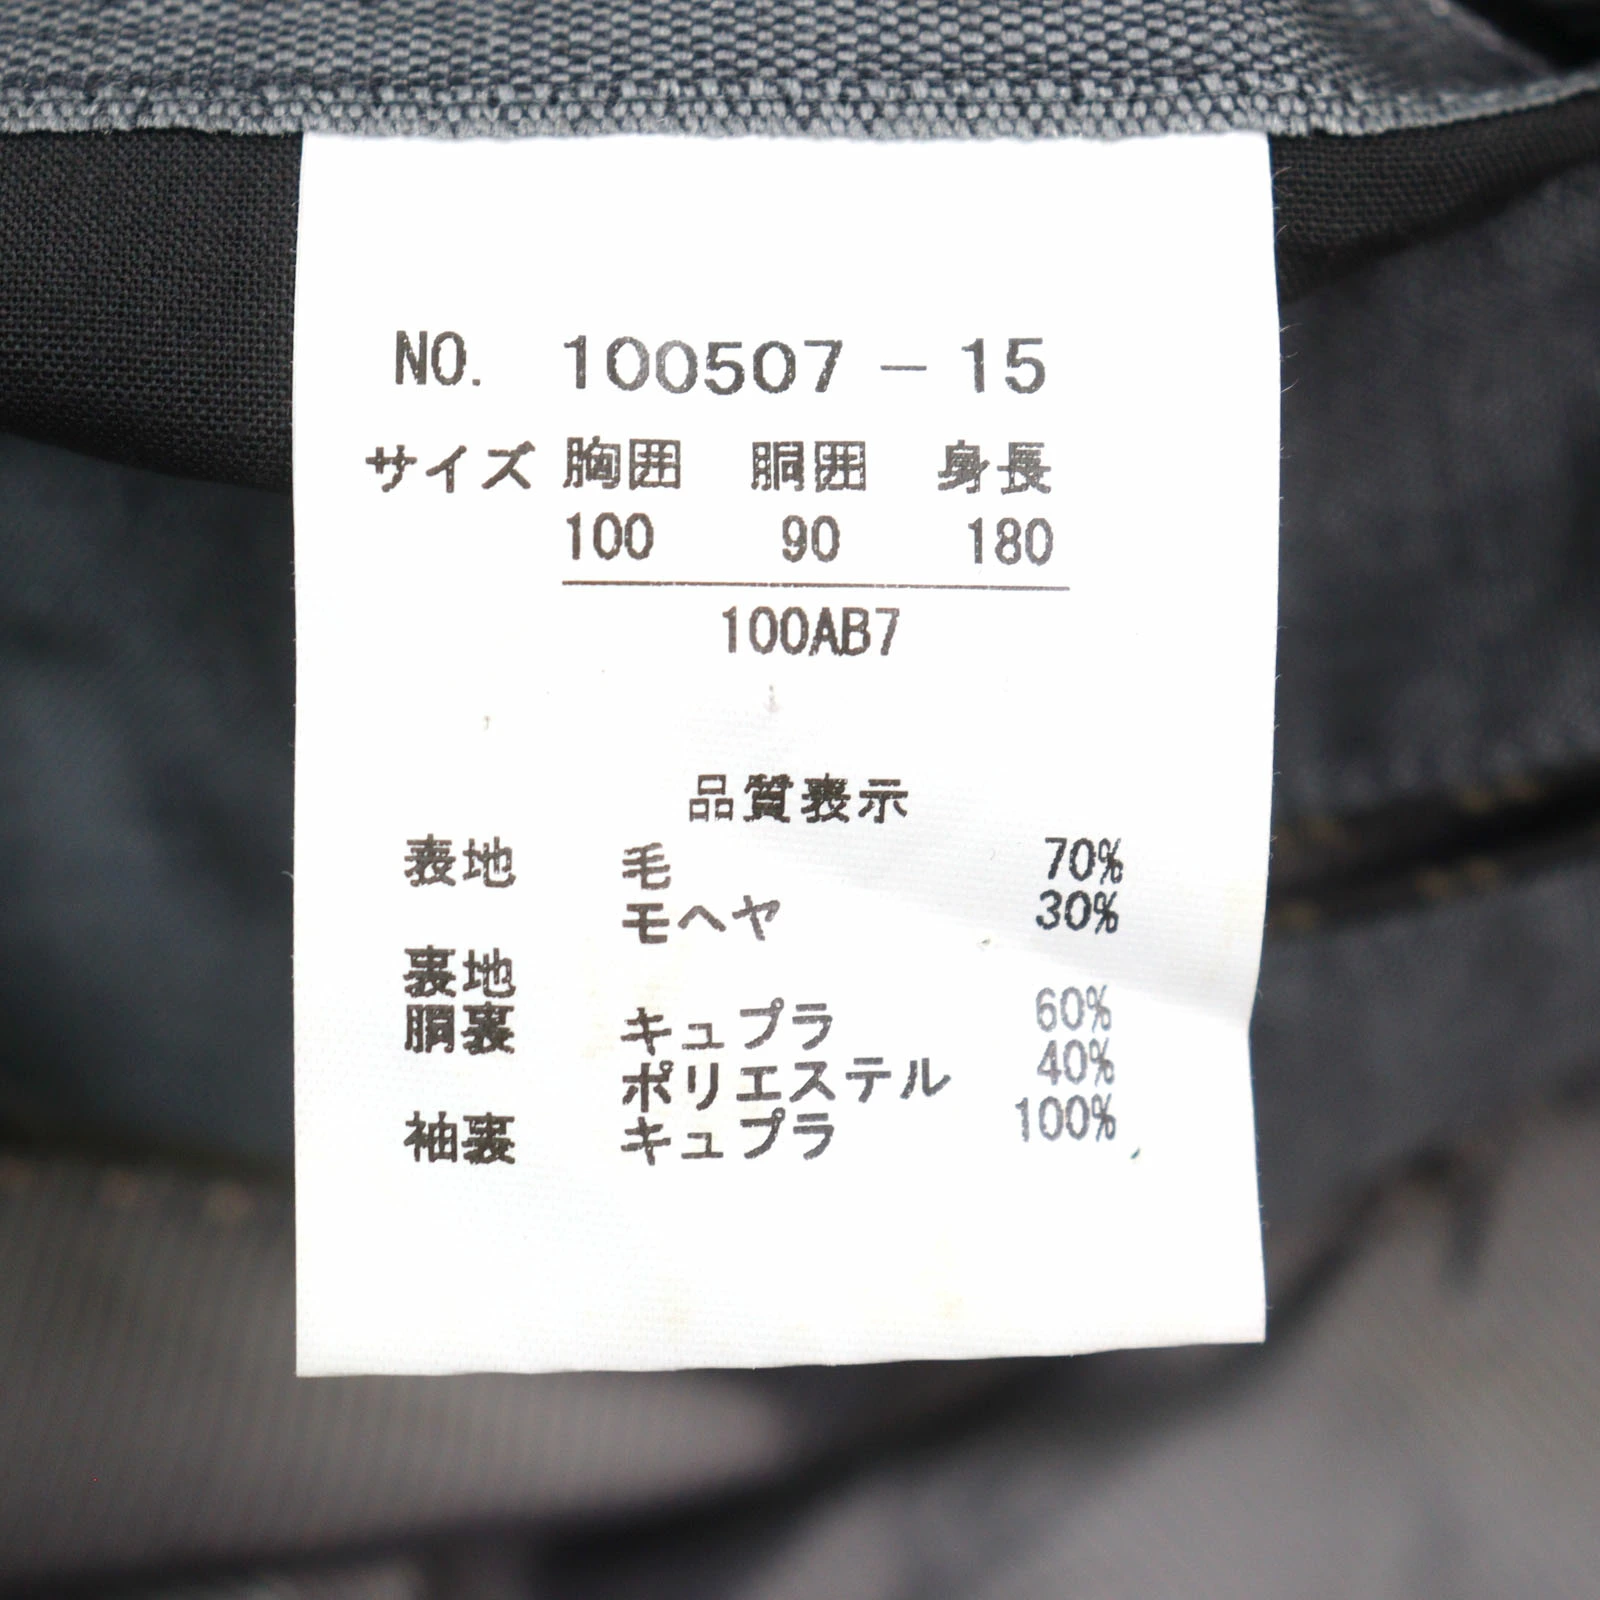 NO. 100507-15
サイズ 胸囲 胴囲 身長
100 90 180
100AB7
品質表示
表地 毛 70%
モヘヤ 30%
裏地
胴裏 キュプラ 60%
ポリエステル 40%
袖裏 キュプラ 100%